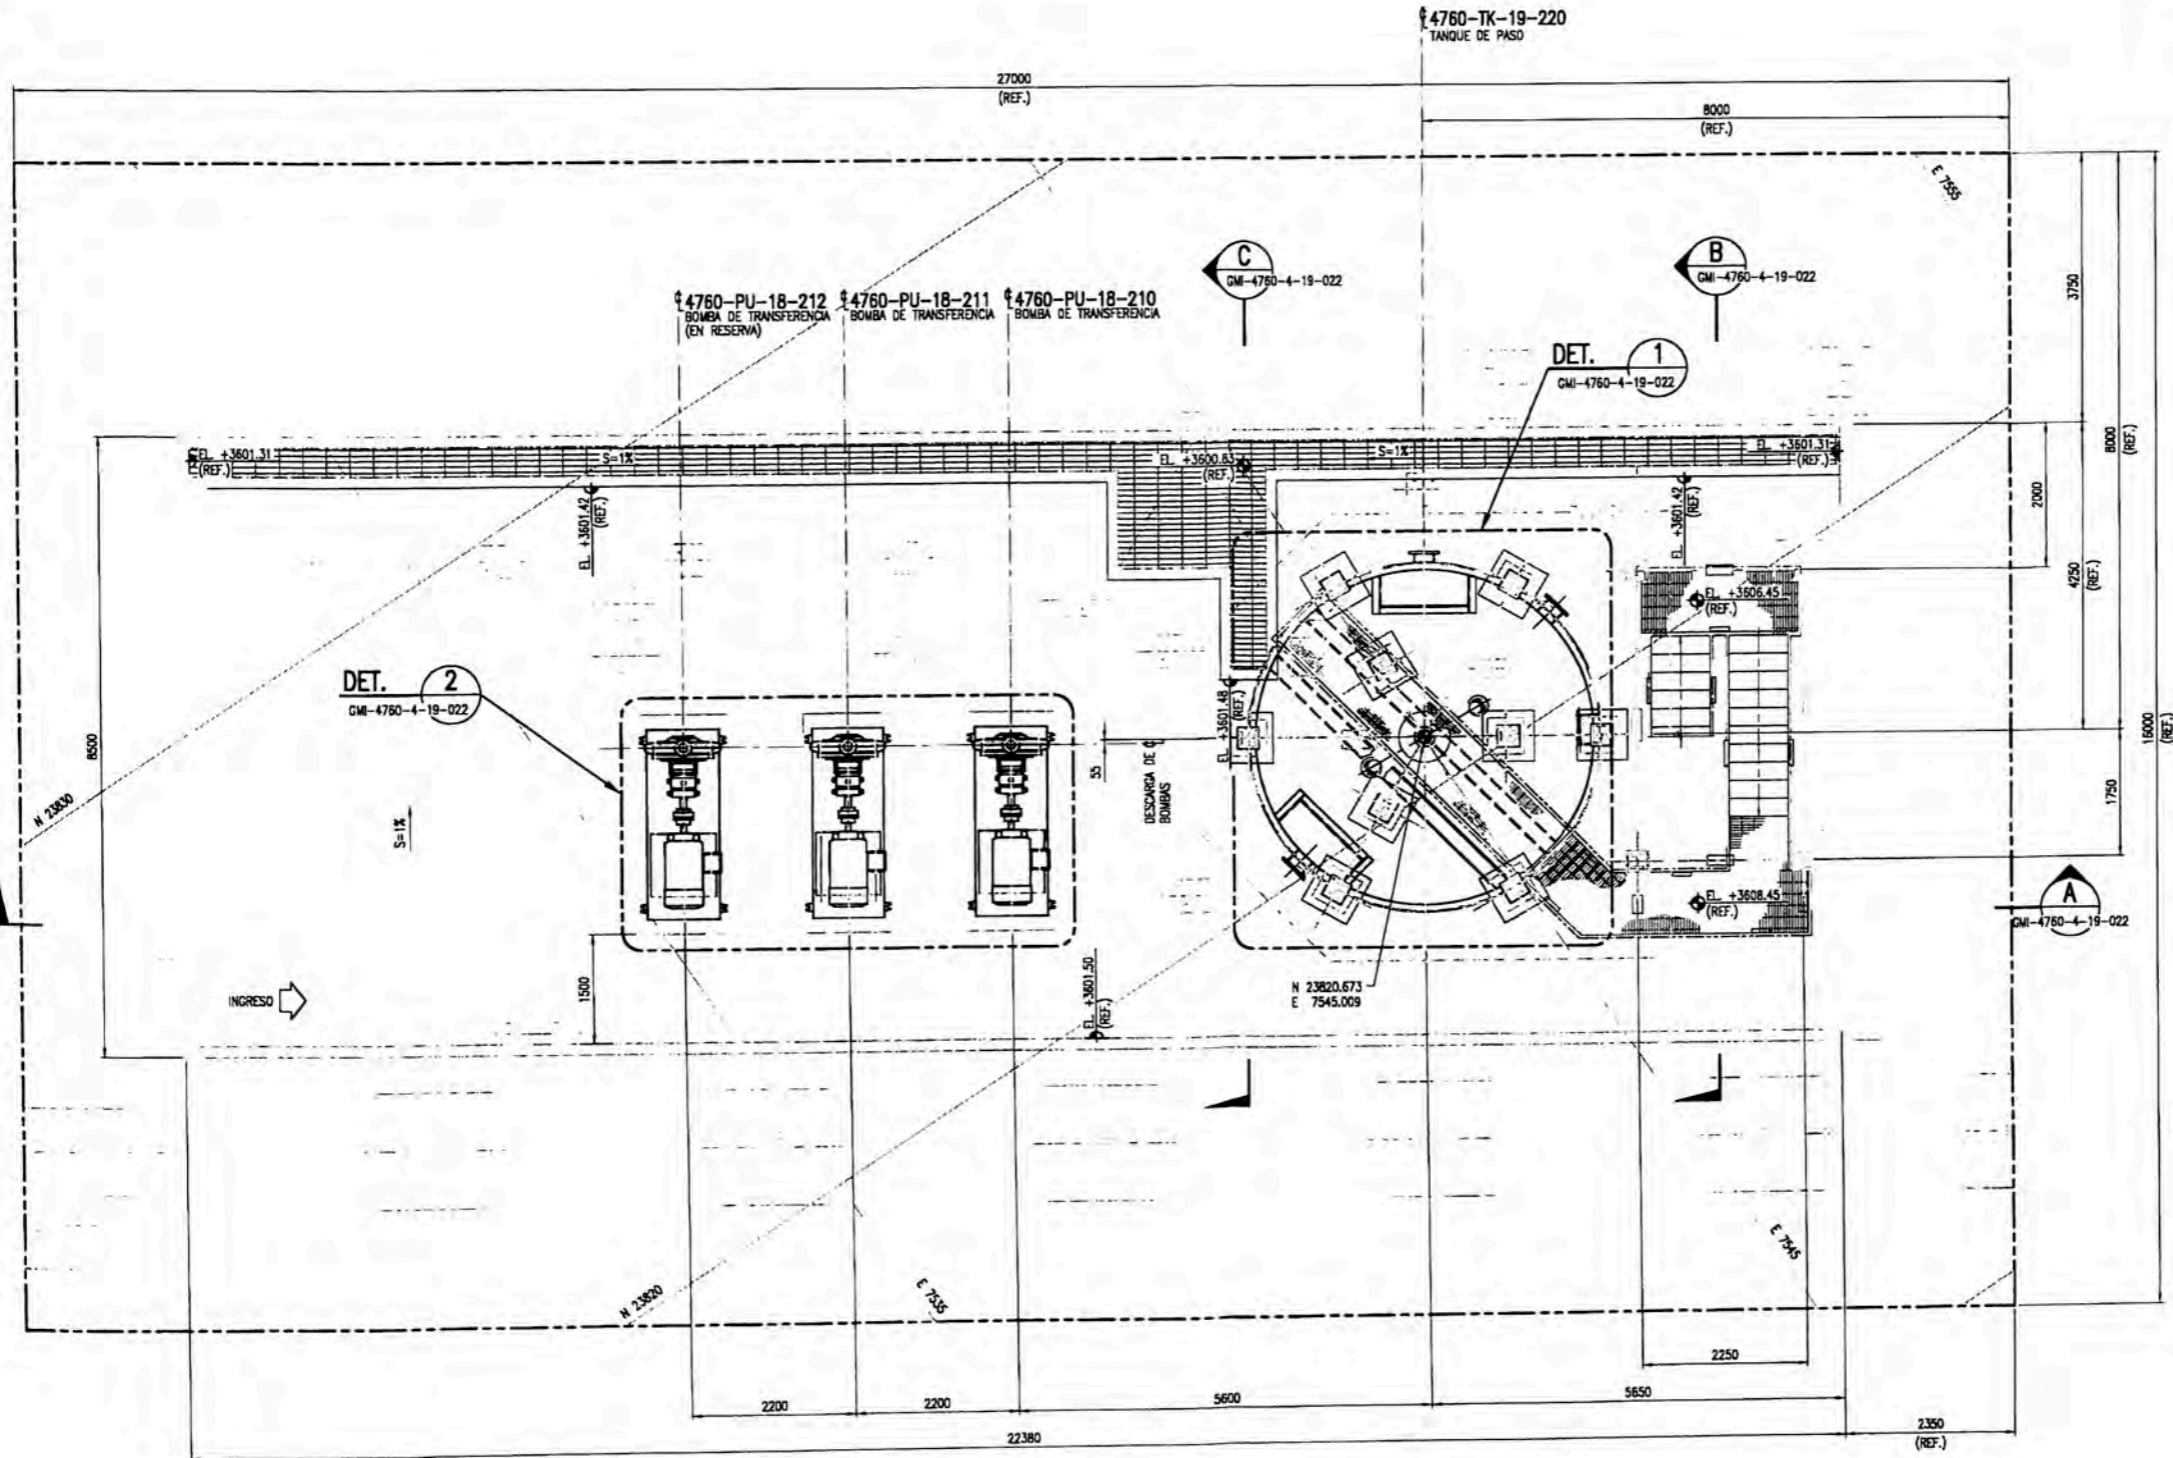 4760-TK-19-220
TANQUE DE PASO
27000
(REF.)
8000
(REF.)
E 7555
C
GMI-4760-4-19-022
B
GMI-4760-4-19-022
4760-PU-18-212
BOMBA DE TRANSFERENCIA
(EN RESERVA)
4760-PU-18-211
BOMBA DE TRANSFERENCIA
4760-PU-18-210
BOMBA DE TRANSFERENCIA
3750
DET. 1
GMI-4760-4-19-022
8000
(REF.)
EL. +3601.31
(REF.)
S=1%
EL. +3600.83
(REF.)
S=1%
EL. +3601.31
(REF.)
EL. +3601.42
(REF.)
EL. +3601.42
(REF.)
2000
4250
(REF.)
EL. +3606.45
(REF.)
DET. 2
GMI-4760-4-19-022
EL. +3601.48
(REF.)
8500
16000
(REF.)
55
DESCARGA DE
BOMBAS
N 23830
S=1%
1750
EL. +3608.45
(REF.)
A
GMI-4760-4-19-022
INGRESO
1500
EL. +3601.50
(REF.)
N 23820.673
E 7545.009
E 7545
N 23820
E 7535
2250
2200
2200
5600
5650
22380
2350
(REF.)